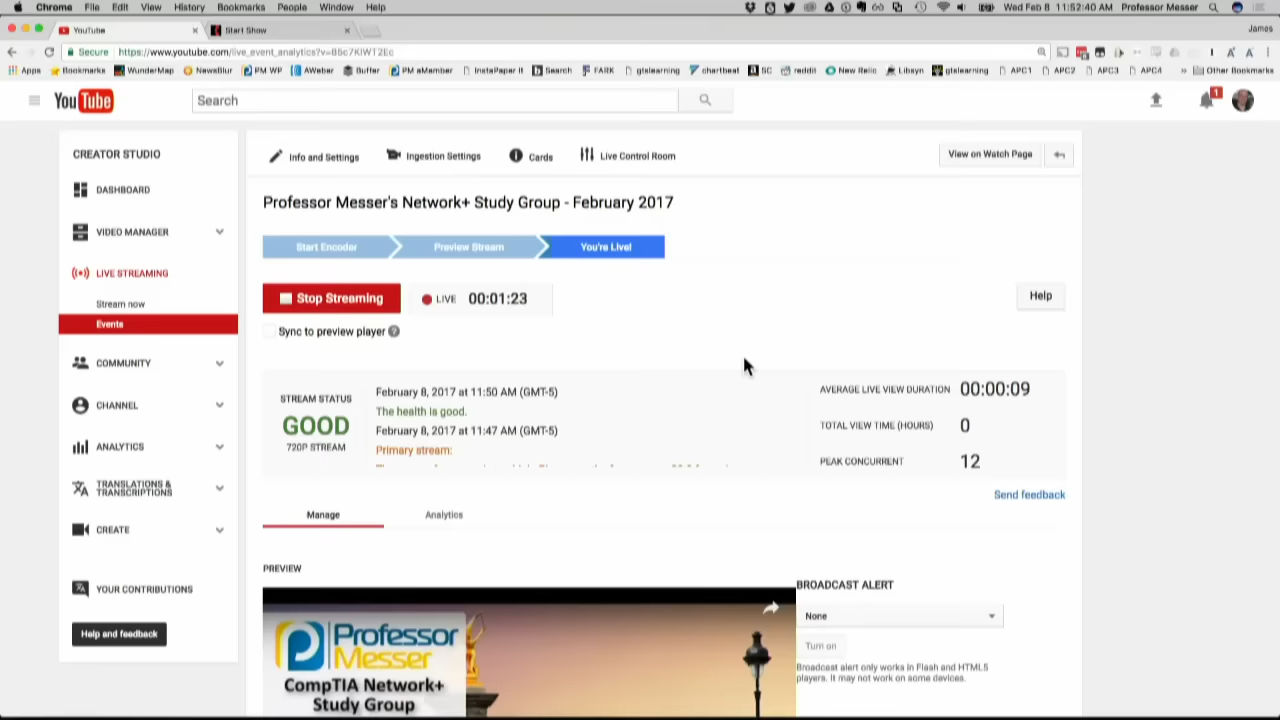 Chrome File Edit View History Bookmarks People Window Help Wed Feb 8 11:52:40 AM Professor Messer
YouTube Start Show James
Secure https://www.youtube.com/live_event_analytics?v=
Apps Bookmarks WunderMap NewsBlur PM WP AWeber Buffer PM aMember InstaPaper It Search FARK gtslearning chartbeat SC reddit New Relic Libsyn gtslearning APC1 APC2 APC3 APC4 » Other Bookmarks
YouTube Search 1
CREATOR STUDIO
DASHBOARD
VIDEO MANAGER
LIVE STREAMING
Stream now
Events
COMMUNITY
CHANNEL
ANALYTICS
TRANSLATIONS &
TRANSCRIPTIONS
CREATE
YOUR CONTRIBUTIONS
Help and feedback
Info and Settings Ingestion Settings Cards Live Control Room View on Watch Page
Professor Messer's Network+ Study Group - February 2017
Start Encoder Preview Stream You're Live!
Stop Streaming LIVE 00:01:23 Help
Sync to preview player ?
STREAM STATUS
GOOD
720P STREAM
February 8, 2017 at 11:50 AM (GMT-5)
The health is good.
February 8, 2017 at 11:47 AM (GMT-5)
Primary stream:
AVERAGE LIVE VIEW DURATION 00:00:09
TOTAL VIEW TIME (HOURS) 0
PEAK CONCURRENT 12
Send feedback
Manage Analytics
PREVIEW
Professor
Messer
CompTIA Network+
Study Group
BROADCAST ALERT
None
Turn on
Broadcast alert only works in Flash and HTML5
players. It may not work on some devices.